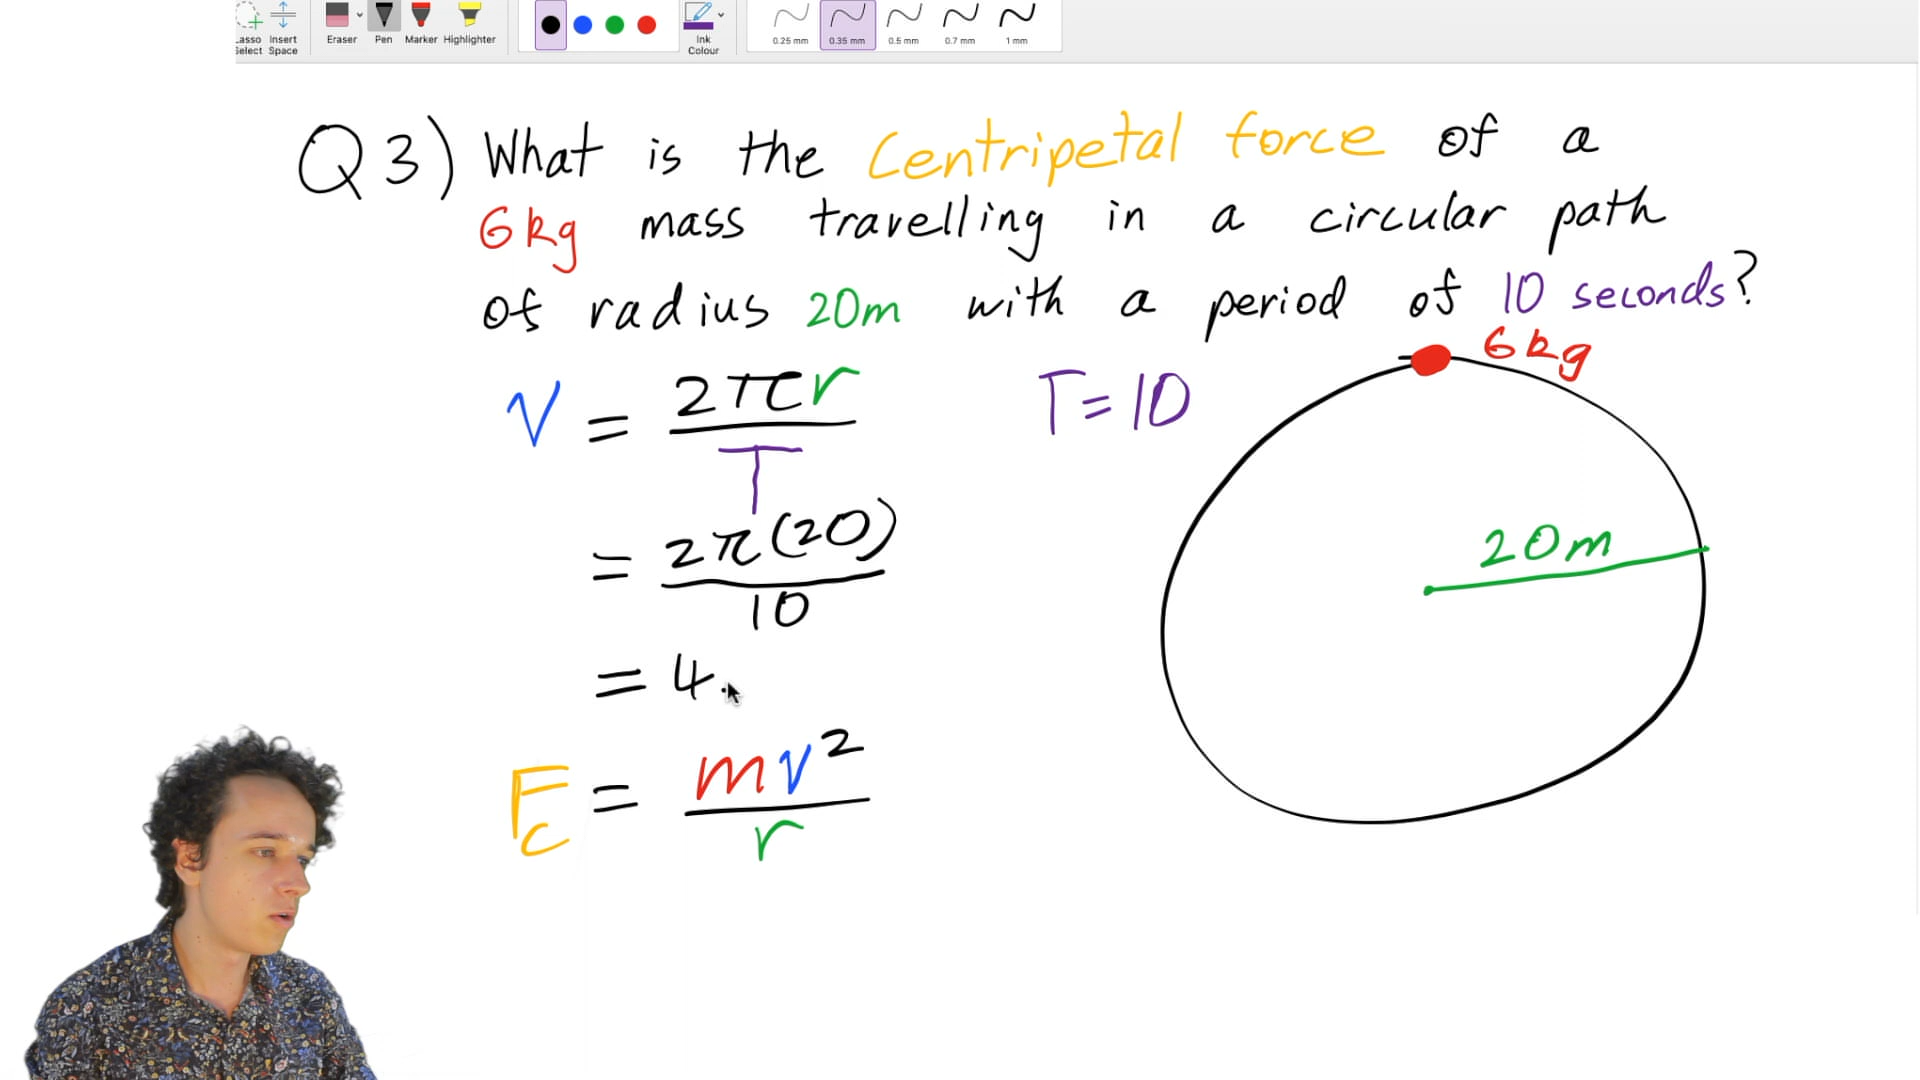 Lasso Select
Insert Space
Eraser
Pen
Marker
Highlighter
Ink Colour
0.25 mm
0.35 mm
0.5 mm
0.7 mm
1 mm
Q3) What is the Centripetal force of a
6kg mass travelling in a circular path
of radius 20m with a period of 10 seconds?
V = 2πr / T
T=10
6kg
= 2π(20) / 10
20m
= 4.
Fc = mv² / r